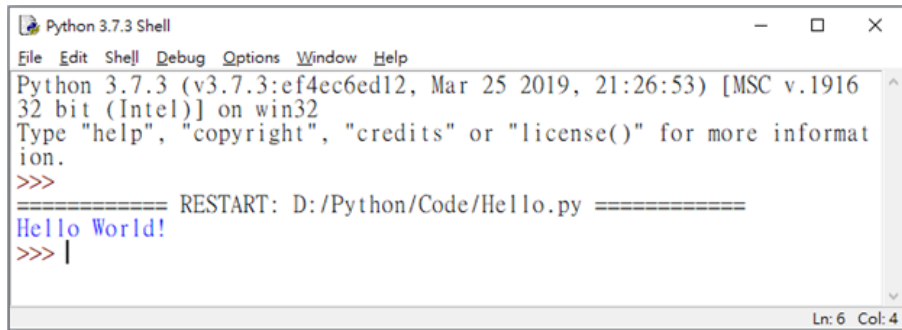 Python 3.7.3 Shell
File Edit Shell Debug Options Window Help
Python 3.7.3 (v3.7.3:ef4ec6ed12, Mar 25 2019, 21:26:53) [MSC v.1916
32 bit (Intel)] on win32
Type "help", "copyright", "credits" or "license()" for more informat
ion.
>>>
============ RESTART: D:/Python/Code/Hello.py ============
Hello World!
>>>
Ln: 6 Col: 4